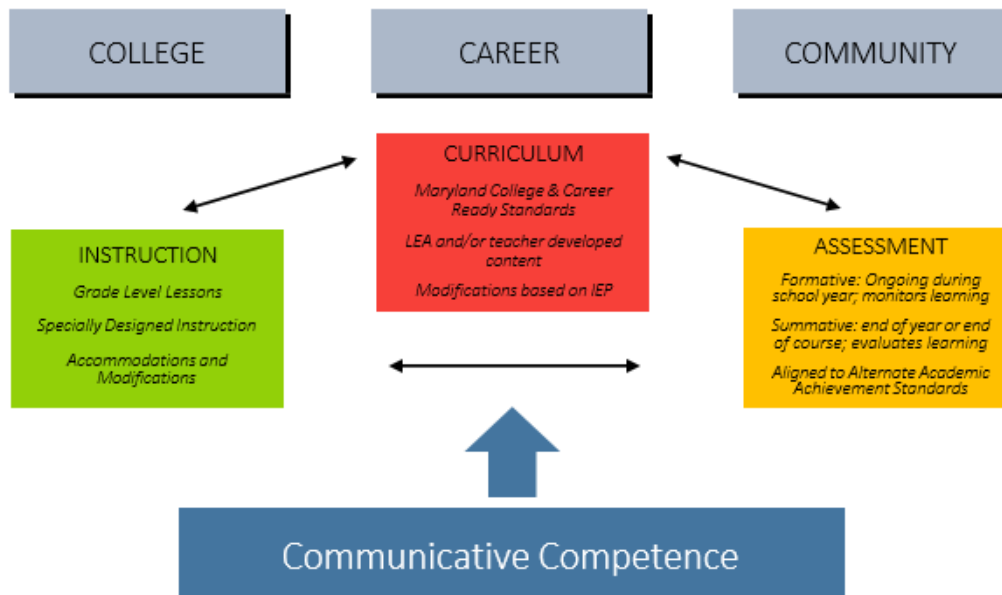 COLLEGE
CAREER
COMMUNITY
CURRICULUM
Maryland College & Career
Ready Standards
LEA and/or teacher developed
content
Modifications based on IEP
INSTRUCTION
Grade Level Lessons
Specially Designed Instruction
Accommodations and
Modifications
ASSESSMENT
Formative: Ongoing during
school year; monitors learning
Summative: end of year or end
of course; evaluates learning
Aligned to Alternate Academic
Achievement Standards
Communicative Competence